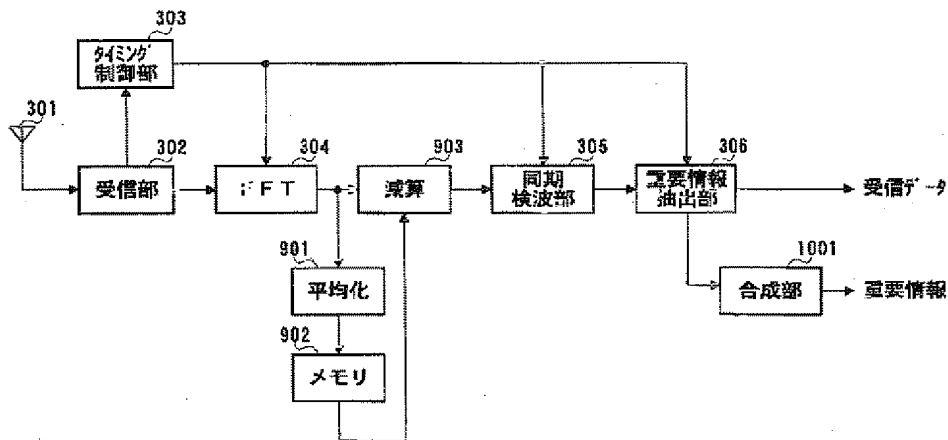 303
タイミング
制御部
301
302
304
903
305
306
受信部
FFT
減算
同期
検波部
重要情報
抽出部
受信データ
901
1001
平均化
合成部
重要情報
902
メモリ